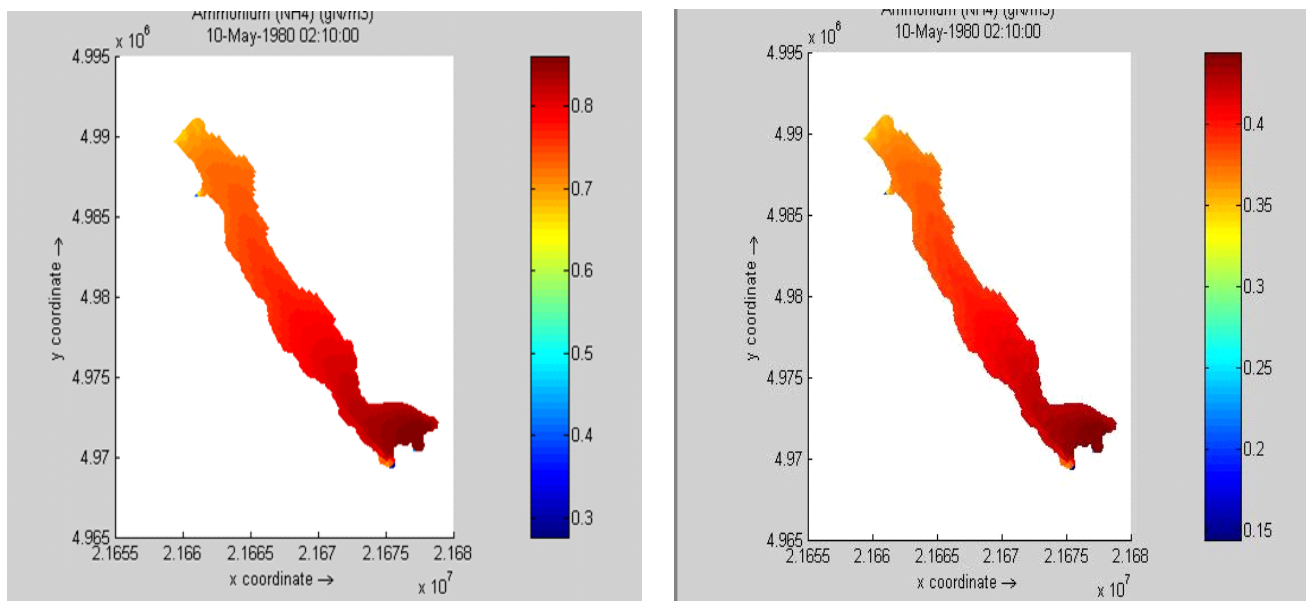 Ammonium (NH4) (gN/m3)
10-May-1980 02:10:00
x 10^6
4.995
4.99
4.985
4.98
4.975
4.97
4.965
y coordinate →
2.1655 2.166 2.1665 2.167 2.1675 2.168
x coordinate →
x 10^7
0.8
0.7
0.6
0.5
0.4
0.3
Ammonium (NH4) (gN/m3)
10-May-1980 02:10:00
x 10^6
4.995
4.99
4.985
4.98
4.975
4.97
4.965
y coordinate →
2.1655 2.166 2.1665 2.167 2.1675 2.168
x coordinate →
x 10^7
0.4
0.35
0.3
0.25
0.2
0.15